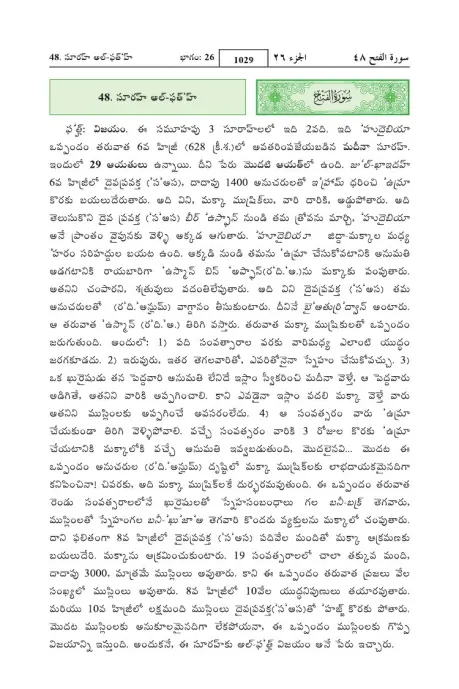 48. సూరహ్ అల్-ఫత్'హ్ భాగం: 26 1029 الجزء ٢٦ سورة الفتح ٤٨
48. సూరహ్ అల్-ఫత్'హ్ سُورَةُ الفَتْحِ
ఫ'త్హ్: విజయం. ఈ సమూహపు 3 సూరాహ్‌లలో ఇది 2వది. ఇది 'హుదైబియా
ఒప్పందం తరువాత 6వ హిజ్రీ (628 క్రీ.శ.)లో అవతరింపజేయబడిన మదీనా సూరహ్.
ఇందులో 29 ఆయతులు ఉన్నాయి. దీని పేరు మొదటి ఆయత్‌లో ఉంది. జు'ల్-ఖాఇదహ్
6వ హిజ్రీలో దైవప్రవక్త ('స'అస), దాదాపు 1400 అనుచరులతో ఇ'హ్రామ్ ధరించి 'ఉమ్రా
కొరకు బయలుదేరుతారు. అది విని, మక్కా ముష్రిక్‌లు, వారి దారికి, అడ్డుపోతారు. అది
తెలుసుకొని దైవ ప్రవక్త ('స'అస) బీర్ 'ఉస్ఫాన్ నుండి తమ త్రోవను మార్చి, 'హుదైబియా
అనే ప్రాంతం వైపునకు వెళ్ళి అక్కడ ఆగుతారు. 'హుదైబియా జిద్దా-మక్కాల మధ్య
'హరం సరిహద్దుల బయట ఉంది. అక్కడి నుండి తమను 'ఉమ్రా చేసుకోవటానికి అనుమతి
అడగటానికి రాయబారిగా 'ఉస్మాన్ బిన్ 'అఫ్ఫాన్(ర'ది.'అ.)ను మక్కాకు పంపుతారు.
అతనిని చంపారని, శత్రువులు వదంతిలేపుతారు. అది విని దైవప్రవక్త ('స'అస) తమ
అనుచరులతో (ర'ది.'అన్హుమ్) వాగ్దానం తీసుకుంటారు. దీనినే బై'అతుర్రి'ద్వాన్ అంటారు.
ఆ తరువాత 'ఉస్మాన్ (ర'ది.'అ.) తిరిగి వస్తారు. తరువాత మక్కా ముష్రికులతో ఒప్పందం
జరుగుతుంది. అందులో: 1) పది సంవత్సరాల వరకు వారిమధ్య ఎలాంటి యుద్ధం
జరగకూడదు. 2) ఇరువురు, ఇతర తెగలవారితో, ఎవరితోనైనా స్నేహం చేసుకోవచ్చు. 3)
ఒక ఖురైషుడు తన పెద్దవారి అనుమతి లేనిదే ఇస్లాం స్వీకరించి మదీనా వెళ్తే, ఆ పెద్దవారు
అడిగితే, అతనిని వారికి అప్పగించాలి. కాని ఎవడైనా ఇస్లాం వదలి మక్కా వెళ్తే వారు
అతనిని ముస్లింలకు అప్పగించే అవసరంలేదు. 4) ఆ సంవత్సరం వారు 'ఉమ్రా
చేయకుండా తిరిగి వెళ్ళిపోవాలి. వచ్చే సంవత్సరం వారికి 3 రోజుల కొరకు 'ఉమ్రా
చేయటానికి మక్కాలోకి వచ్చే అనుమతి ఇవ్వబడుతుంది, మొదలైనవి... మొదట ఈ
ఒప్పందం అనుచరుల (ర'ది.'అన్హుమ్) దృష్టిలో మక్కా ముష్రిక్‌లకు లాభదాయకమైనదిగా
కనిపించినా! చివరకు, అది మక్కా ముష్రిక్‌లకే దుర్భరమవుతుంది. ఈ ఒప్పందం తరువాత
రెండు సంవత్సరాలలోనే ఖురైషులతో స్నేహసంబంధాలు గల బనీ-బక్ర్ తెగవారు,
ముస్లింలతో స్నేహంగల బనీ-'ఖు'జా'అ తెగవారి కొందరు వ్యక్తులను మక్కాలో చంపుతారు.
దాని ఫలితంగా 8వ హిజ్రీలో దైవప్రవక్త ('స'అస) పదివేల మందితో మక్కా ఆక్రమణకు
బయలుదేరి. మక్కాను ఆక్రమించుకుంటారు. 19 సంవత్సరాలలో చాలా తక్కువ మంది,
దాదాపు 3000, మాత్రమే ముస్లింలు అవుతారు. కాని ఈ ఒప్పందం తరువాత ప్రజలు వేల
సంఖ్యలో ముస్లింలు అవుతారు. 8వ హిజ్రీలో 10వేల యుద్ధనిపుణులు తయారవుతారు.
మరియు 10వ హిజ్రీలో లక్షమంది ముస్లింలు దైవప్రవక్త('స'అస)తో 'హజ్జ్ కొరకు పోతారు.
మొదట ముస్లింలకు అనుకూలమైనదిగా లేకపోయినా, ఈ ఒప్పందం ముస్లింలకు గొప్ప
విజయాన్ని ఇస్తుంది. అందుకనే, ఈ సూరహ్‌కు అల్-ఫ'త్హ్ విజయం అనే పేరు ఇచ్చారు.